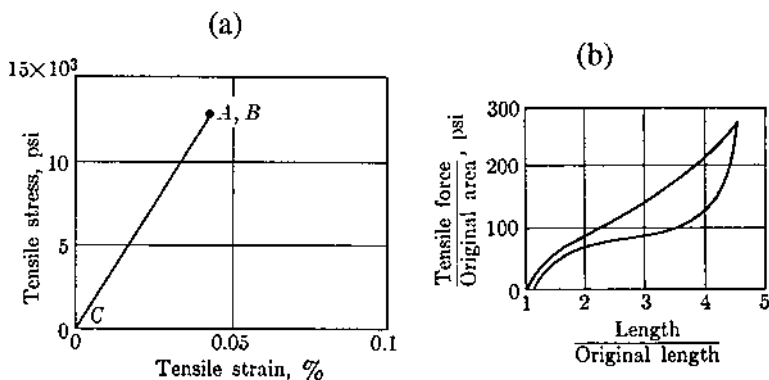 (a)
15×10³
10
5
0
Tensile stress, psi
A, B
C
0
0.05
0.1
Tensile strain, %
(b)
300
200
100
0
Tensile force
Original area, psi
1
2
3
4
5
Length
Original length